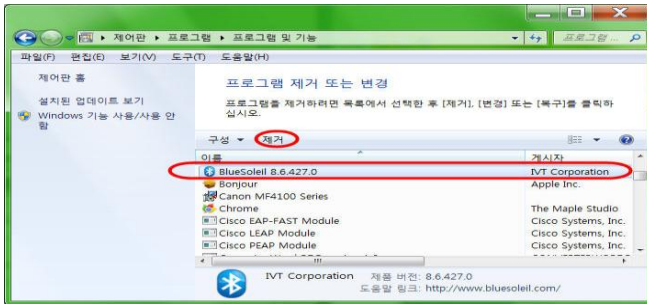 제어판 ▸ 프로그램 ▸ 프로그램 및 기능
프로그램 ...
파일(F) 편집(E) 보기(V) 도구(T) 도움말(H)
제어판 홈
설치된 업데이트 보기
Windows 기능 사용/사용 안
함
프로그램 제거 또는 변경
프로그램을 제거하려면 목록에서 선택한 후 [제거], [변경] 또는 [복구]를 클릭하
십시오.
구성 제거
이름 게시자
BlueSoleil 8.6.427.0 IVT Corporation
Bonjour Apple Inc.
Canon MF4100 Series
Chrome The Maple Studio
Cisco EAP-FAST Module Cisco Systems, Inc.
Cisco LEAP Module Cisco Systems, Inc.
Cisco PEAP Module Cisco Systems, Inc.
IVT Corporation 제품 버전: 8.6.427.0
도움말 링크: http://www.bluesoleil.com/